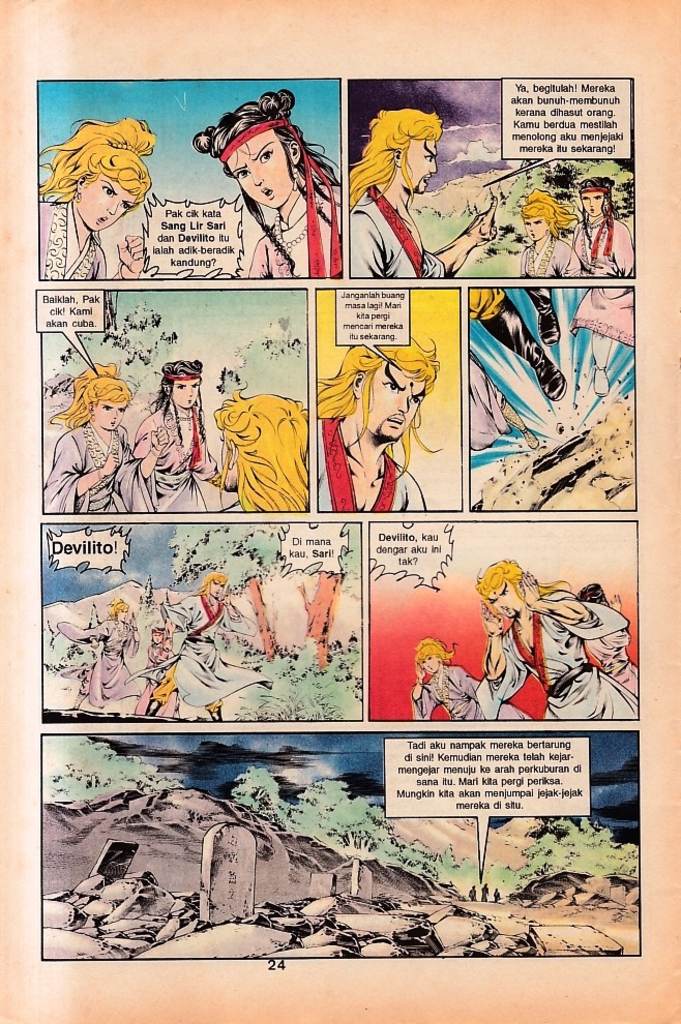 Pak cik kata
Sang Lir Sari
dan Devilito itu
ialah adik-beradik
kandung?
Ya, begitulah! Mereka
akan bunuh-membunuh
kerana dihasut orang.
Kamu berdua mestilah
menolong aku menjejaki
mereka itu sekarang!
Baiklah, Pak
cik! Kami
akan cuba.
Janganlah buang
masa lagi! Mari
kita pergi
mencari mereka
itu sekarang.
Devilito!
Di mana
kau, Sari!
Devilito, kau
dengar aku ini
tak?
Tadi aku nampak mereka bertarung
di sini! Kemudian mereka telah kejar-
mengejar menuju ke arah perkuburan di
sana itu. Mari kita pergi periksa.
Mungkin kita akan menjumpai jejak-jejak
mereka di situ.
24